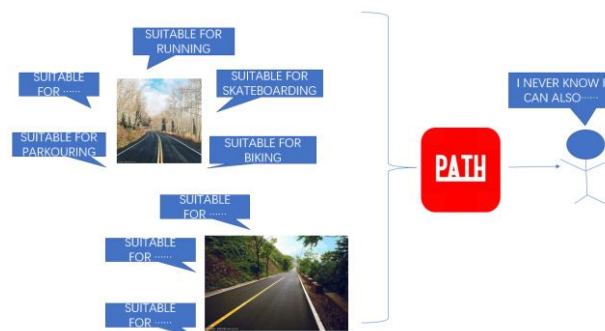 SUITABLE FOR
RUNNING
SUITABLE
FOR ······
SUITABLE FOR
SKATEBOARDING
SUITABLE FOR
PARKOURING
SUITABLE FOR
BIKING
SUITABLE
FOR ······
SUITABLE
FOR ······
SUITABLE
FOR ······
PATH
I NEVER KNOW I
CAN ALSO······